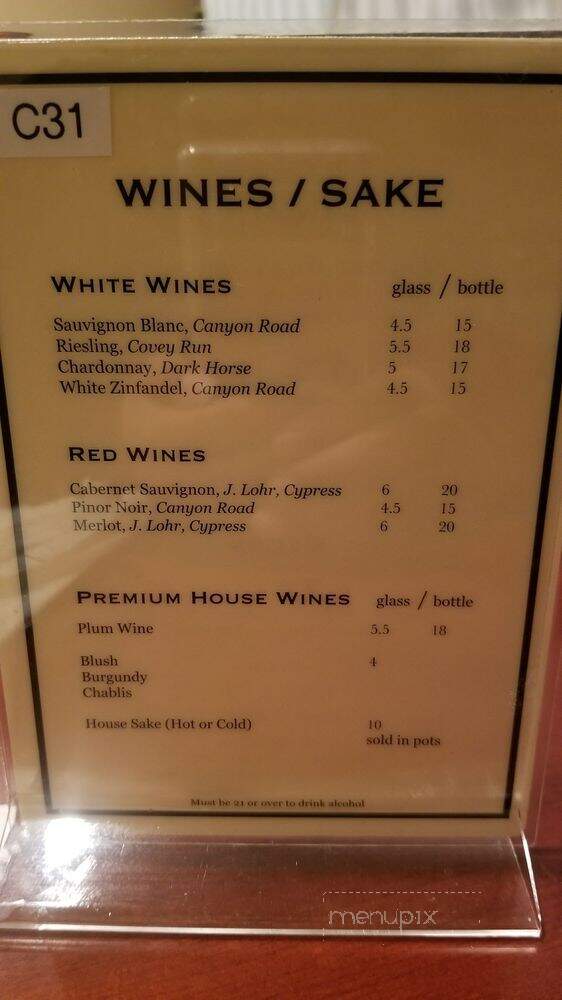 C31
WINES / SAKE
WHITE WINES glass / bottle
Sauvignon Blanc, Canyon Road 4.5 15
Riesling, Covey Run 5.5 18
Chardonnay, Dark Horse 5 17
White Zinfandel, Canyon Road 4.5 15
RED WINES
Cabernet Sauvignon, J. Lohr, Cypress 6 20
Pinor Noir, Canyon Road 4.5 15
Merlot, J. Lohr, Cypress 6 20
PREMIUM HOUSE WINES glass / bottle
Plum Wine 5.5 18
Blush 4
Burgundy
Chablis
House Sake (Hot or Cold) 10
sold in pots
Must be 21 or over to drink alcohol
menupix